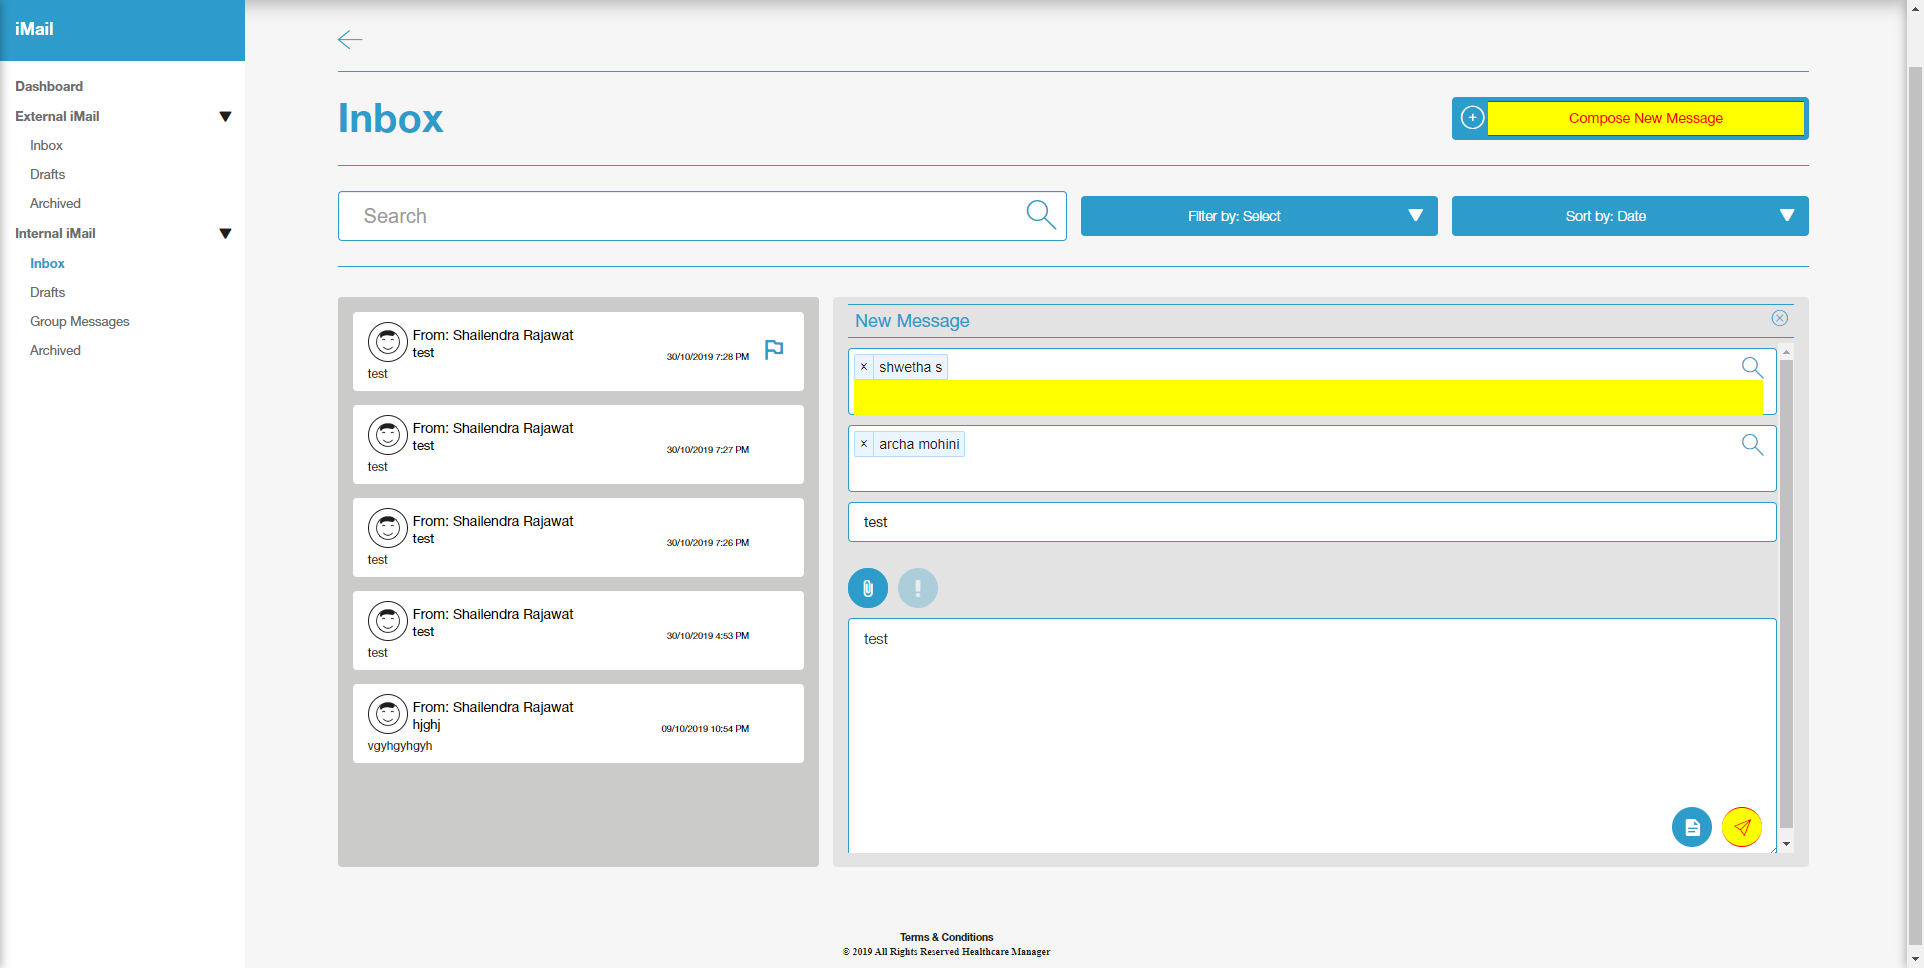 iMail
Dashboard
External iMail
Inbox
Drafts
Archived
Internal iMail
Inbox
Drafts
Group Messages
Archived
Inbox
Compose New Message
Search
Filter by: Select
Sort by: Date
From: Shailendra Rajawat
test
30/10/2019 7:28 PM
test
From: Shailendra Rajawat
test
30/10/2019 7:27 PM
test
From: Shailendra Rajawat
test
30/10/2019 7:26 PM
test
From: Shailendra Rajawat
test
30/10/2019 4:53 PM
test
From: Shailendra Rajawat
hjghj
09/10/2019 10:54 PM
vgyhgyhgyh
New Message
× shwetha s
× archa mohini
test
test
Terms & Conditions
© 2019 All Rights Reserved Healthcare Manager